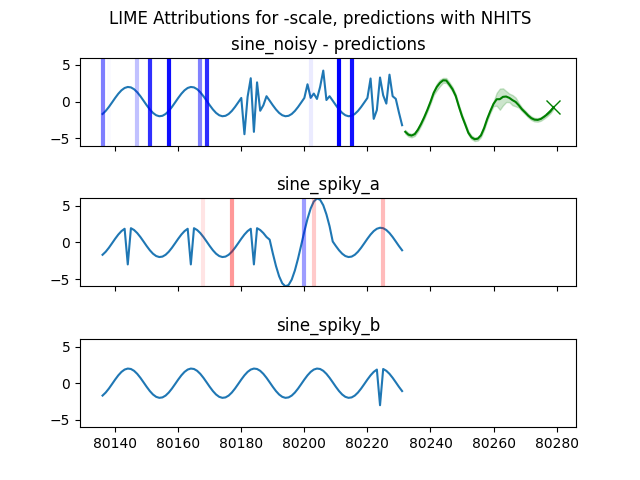 LIME Attributions for -scale, predictions with NHITS
sine_noisy - predictions
5
0
−5
sine_spiky_a
5
0
−5
sine_spiky_b
5
0
−5
80140 80160 80180 80200 80220 80240 80260 80280